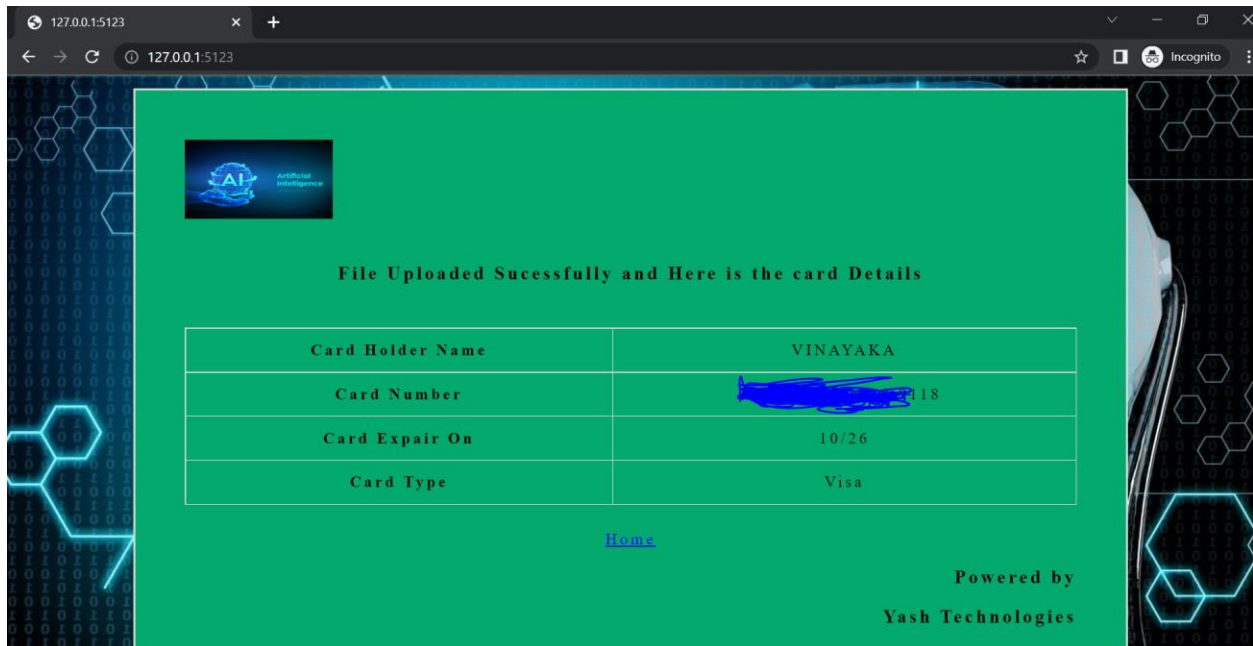 127.0.0.1:5123
127.0.0.1:5123
Incognito
AI Artificial
Intelligence
File Uploaded Sucessfully and Here is the card Details
Card Holder Name VINAYAKA
Card Number 118
Card Expair On 10/26
Card Type Visa
Home
Powered by
Yash Technologies